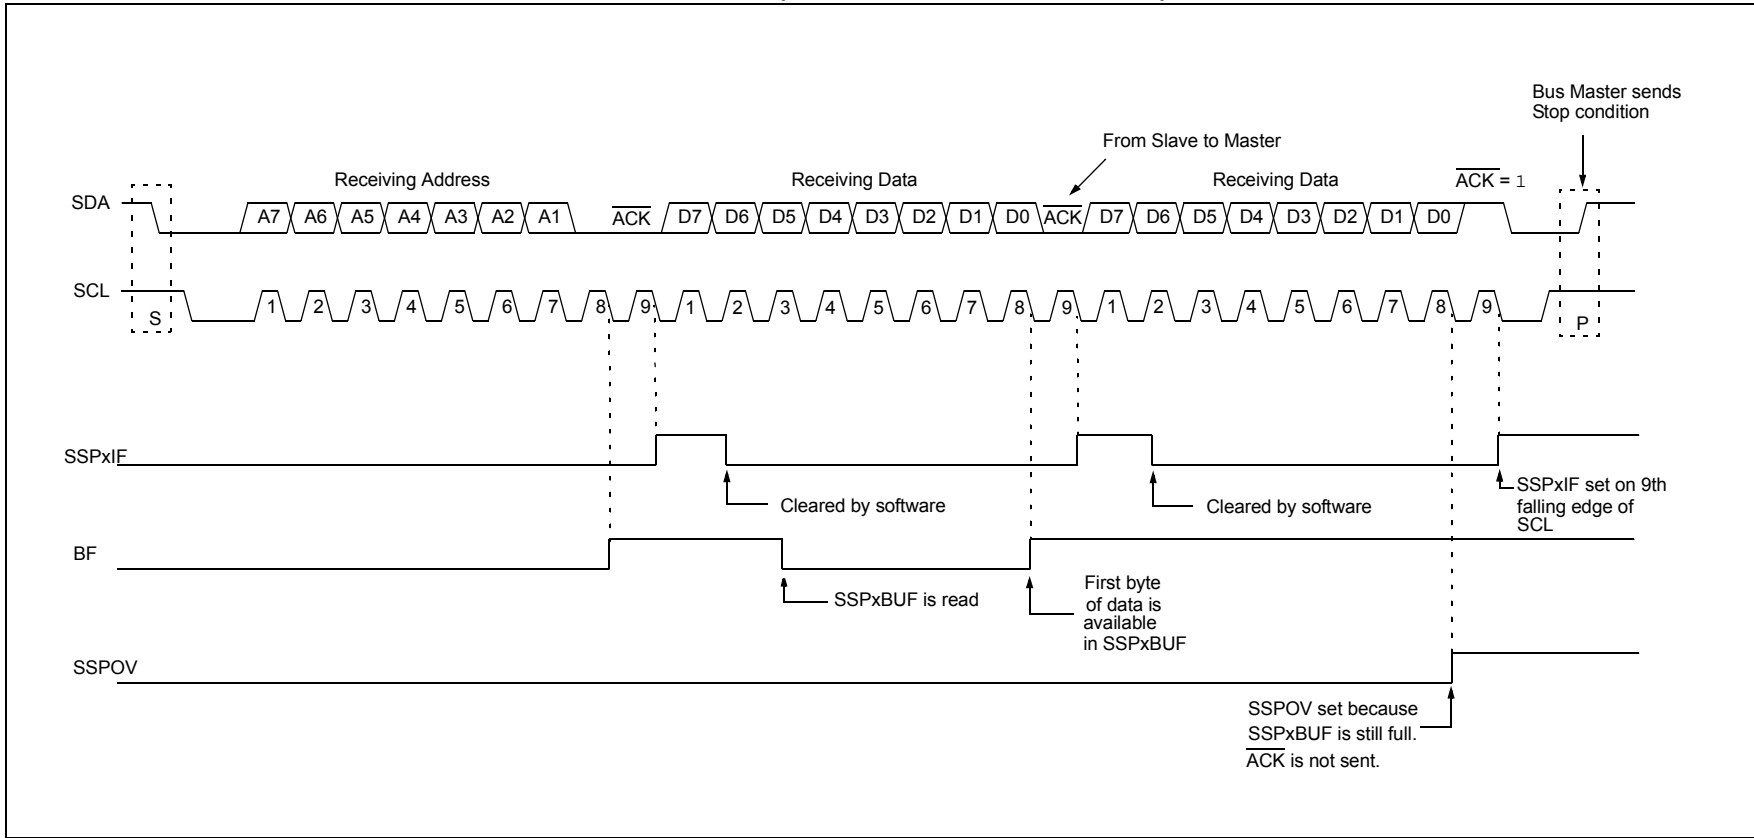 Bus Master sends
Stop condition
From Slave to Master
Receiving Address
Receiving Data
Receiving Data
ACK = 1
SDA
A7 A6 A5 A4 A3 A2 A1 ACK D7 D6 D5 D4 D3 D2 D1 D0 ACK D7 D6 D5 D4 D3 D2 D1 D0
SCL
S
1 2 3 4 5 6 7 8 9 1 2 3 4 5 6 7 8 9 1 2 3 4 5 6 7 8 9
P
SSPxIF
Cleared by software
Cleared by software
SSPxIF set on 9th
falling edge of
SCL
BF
SSPxBUF is read
First byte
of data is
available
in SSPxBUF
SSPOV
SSPOV set because
SSPxBUF is still full.
ACK is not sent.